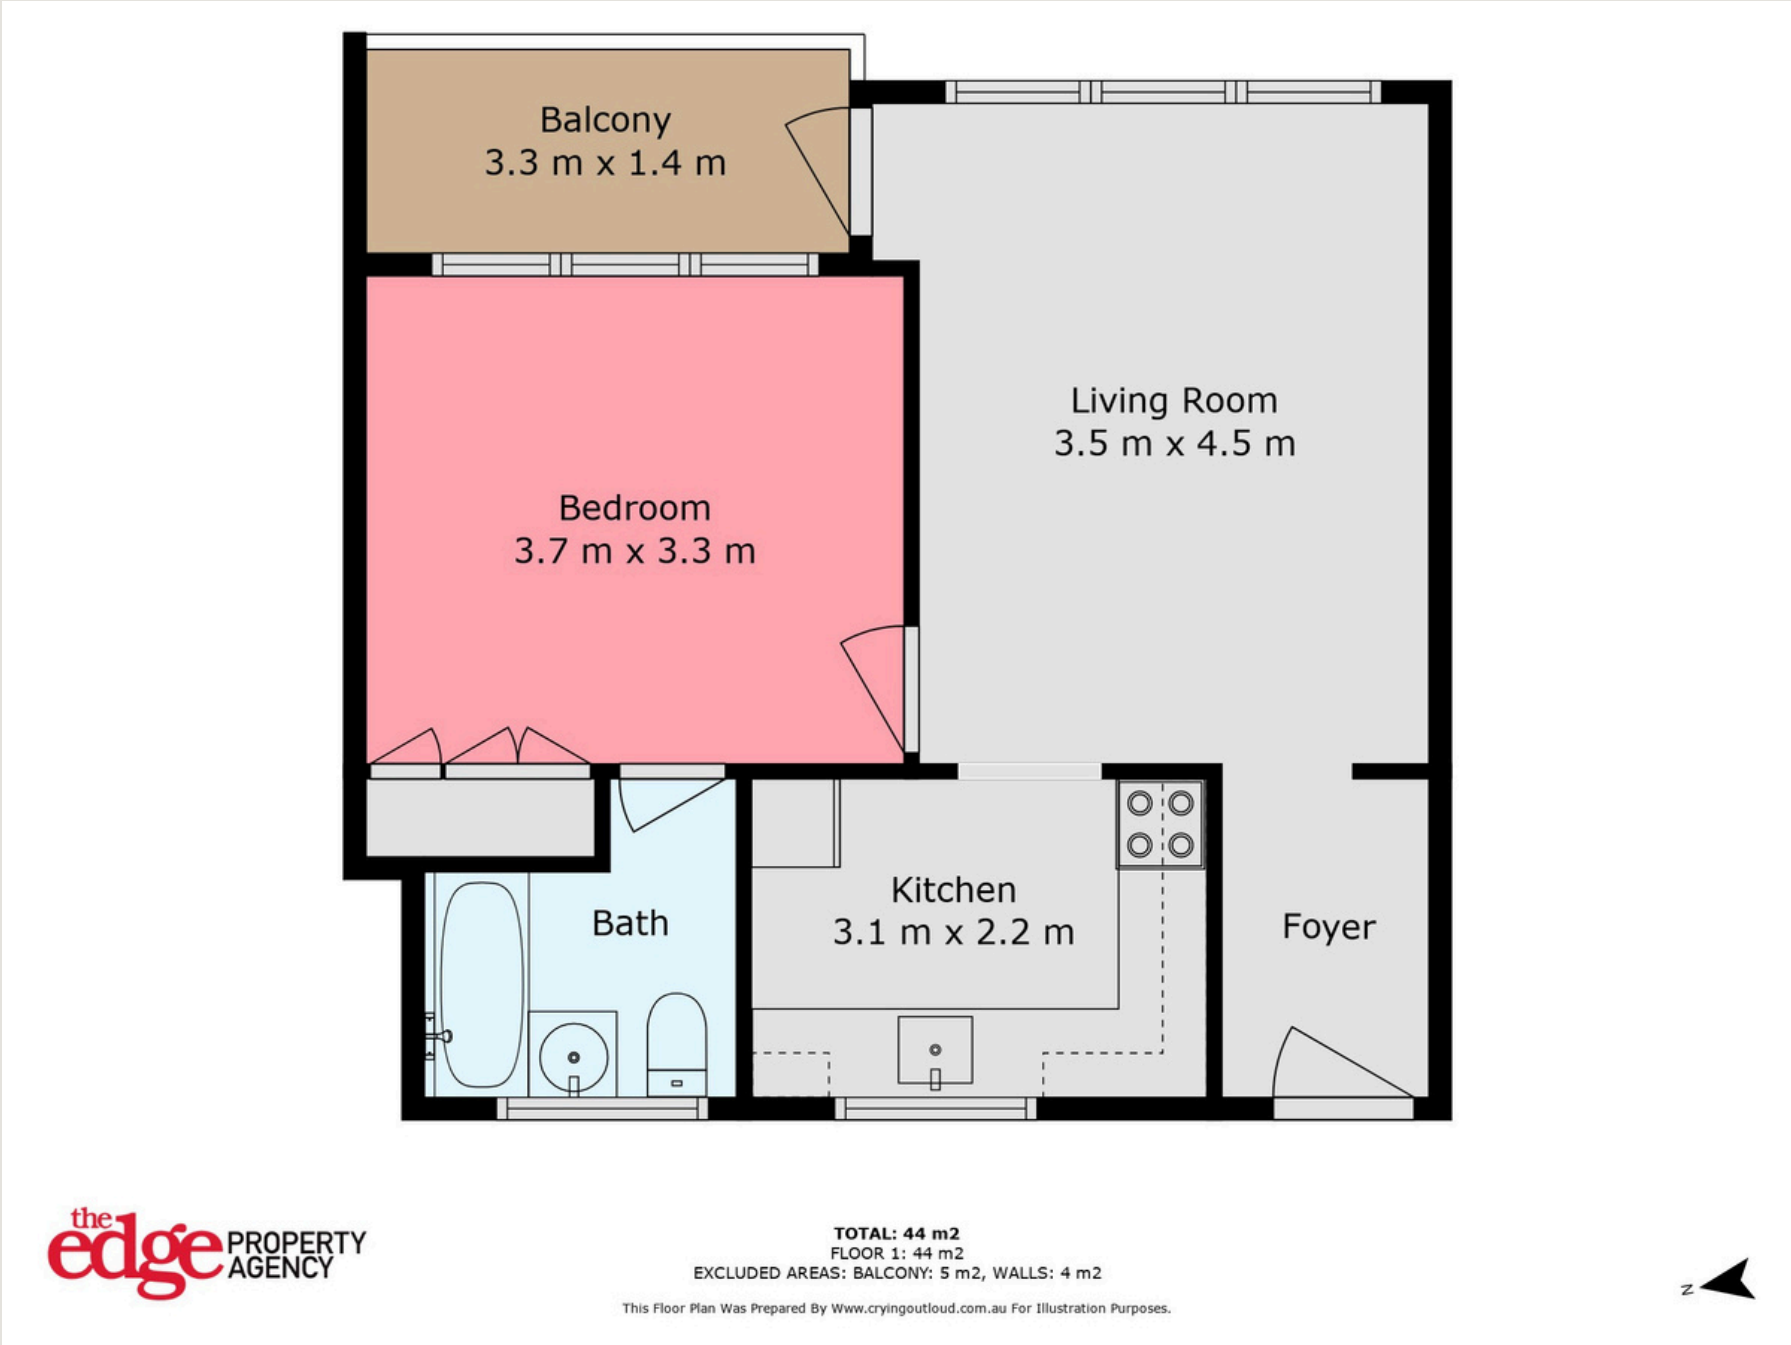 Balcony
3.3 m x 1.4 m
Living Room
3.5 m x 4.5 m
Bedroom
3.7 m x 3.3 m
Bath
Kitchen
3.1 m x 2.2 m
Foyer
the
edge PROPERTY
AGENCY
TOTAL: 44 m2
FLOOR 1: 44 m2
EXCLUDED AREAS: BALCONY: 5 m2, WALLS: 4 m2
This Floor Plan Was Prepared By Www.cryingoutloud.com.au For Illustration Purposes.
N